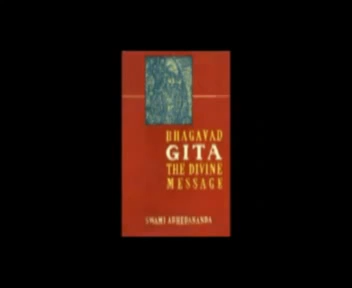 BHAGAVAD
GITA
THE DIVINE
MESSAGE
SWAMI ABHEDANANDA